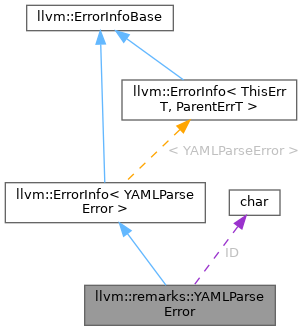 llvm::ErrorInfoBase
llvm::ErrorInfo< ThisErr
T, ParentErrT >
< YAMLParseError >
llvm::ErrorInfo< YAMLParse
Error >
char
ID
llvm::remarks::YAMLParse
Error